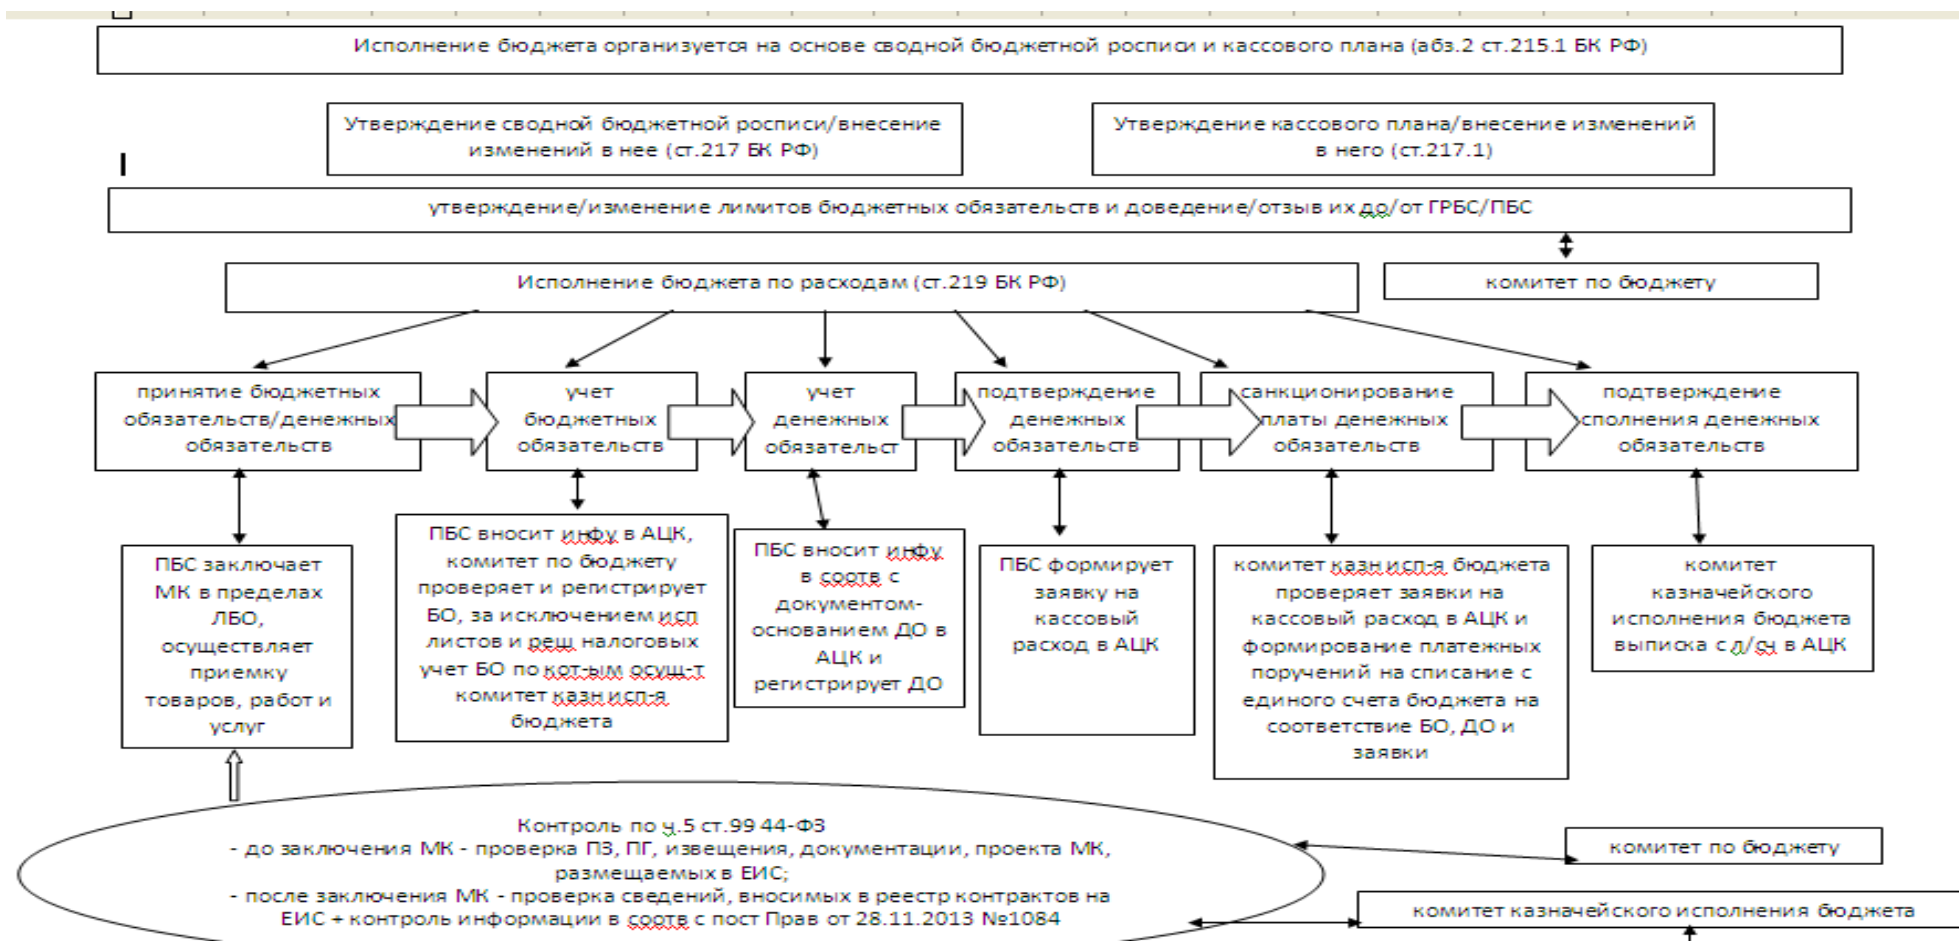 Исполнение бюджета организуется на основе сводной бюджетной росписи и кассового плана (абз.2 ст.215.1 БК РФ)
Утверждение сводной бюджетной росписи/внесение
изменений в нее (ст.217 БК РФ)
Утверждение кассового плана/внесение изменений
в него (ст.217.1)
утверждение/изменение лимитов бюджетных обязательств и доведение/отзыв их до/от ГРБС/ПБС
Исполнение бюджета по расходам (ст.219 БК РФ)
комитет по бюджету
принятие бюджетных
обязательств/денежных
обязательств
учет
бюджетных
обязательств
учет
денежных
обязательст
подтверждение
денежных
обязательств
санкционирование
платы денежных
обязательств
подтверждение
сполнения денежных
обязательств
ПБС заключает
МК в пределах
ЛБО,
осуществляет
приемку
товаров, работ и
услуг
ПБС вносит инфу в АЦК,
комитет по бюджету
проверяет и регистрирует
БО, за исключением исп
листов и реш налоговых
учет БО по кот-ым осущ-т
комитет казн исп-я
бюджета
ПБС вносит инфу
в соотв с
документом-
основанием ДО в
АЦК и
регистрирует ДО
ПБС формирует
заявку на
кассовый
расход в АЦК
комитет казн исп-я бюджета
проверяет заявки на
кассовый расход в АЦК и
формирование платежных
поручений на списание с
единого счета бюджета на
соответствие БО, ДО и
заявки
комитет
казначейского
исполнения бюджета
выписка с л/сч в АЦК
Контроль по ч.5 ст.99 44-ФЗ
- до заключения МК - проверка ПЗ, ПГ, извещения, документации, проекта МК,
размещаемых в ЕИС;
- после заключения МК - проверка сведений, вносимых в реестр контрактов на
ЕИС + контроль информации в соотв с пост Прав от 28.11.2013 №1084
комитет по бюджету
комитет казначейского исполнения бюджета